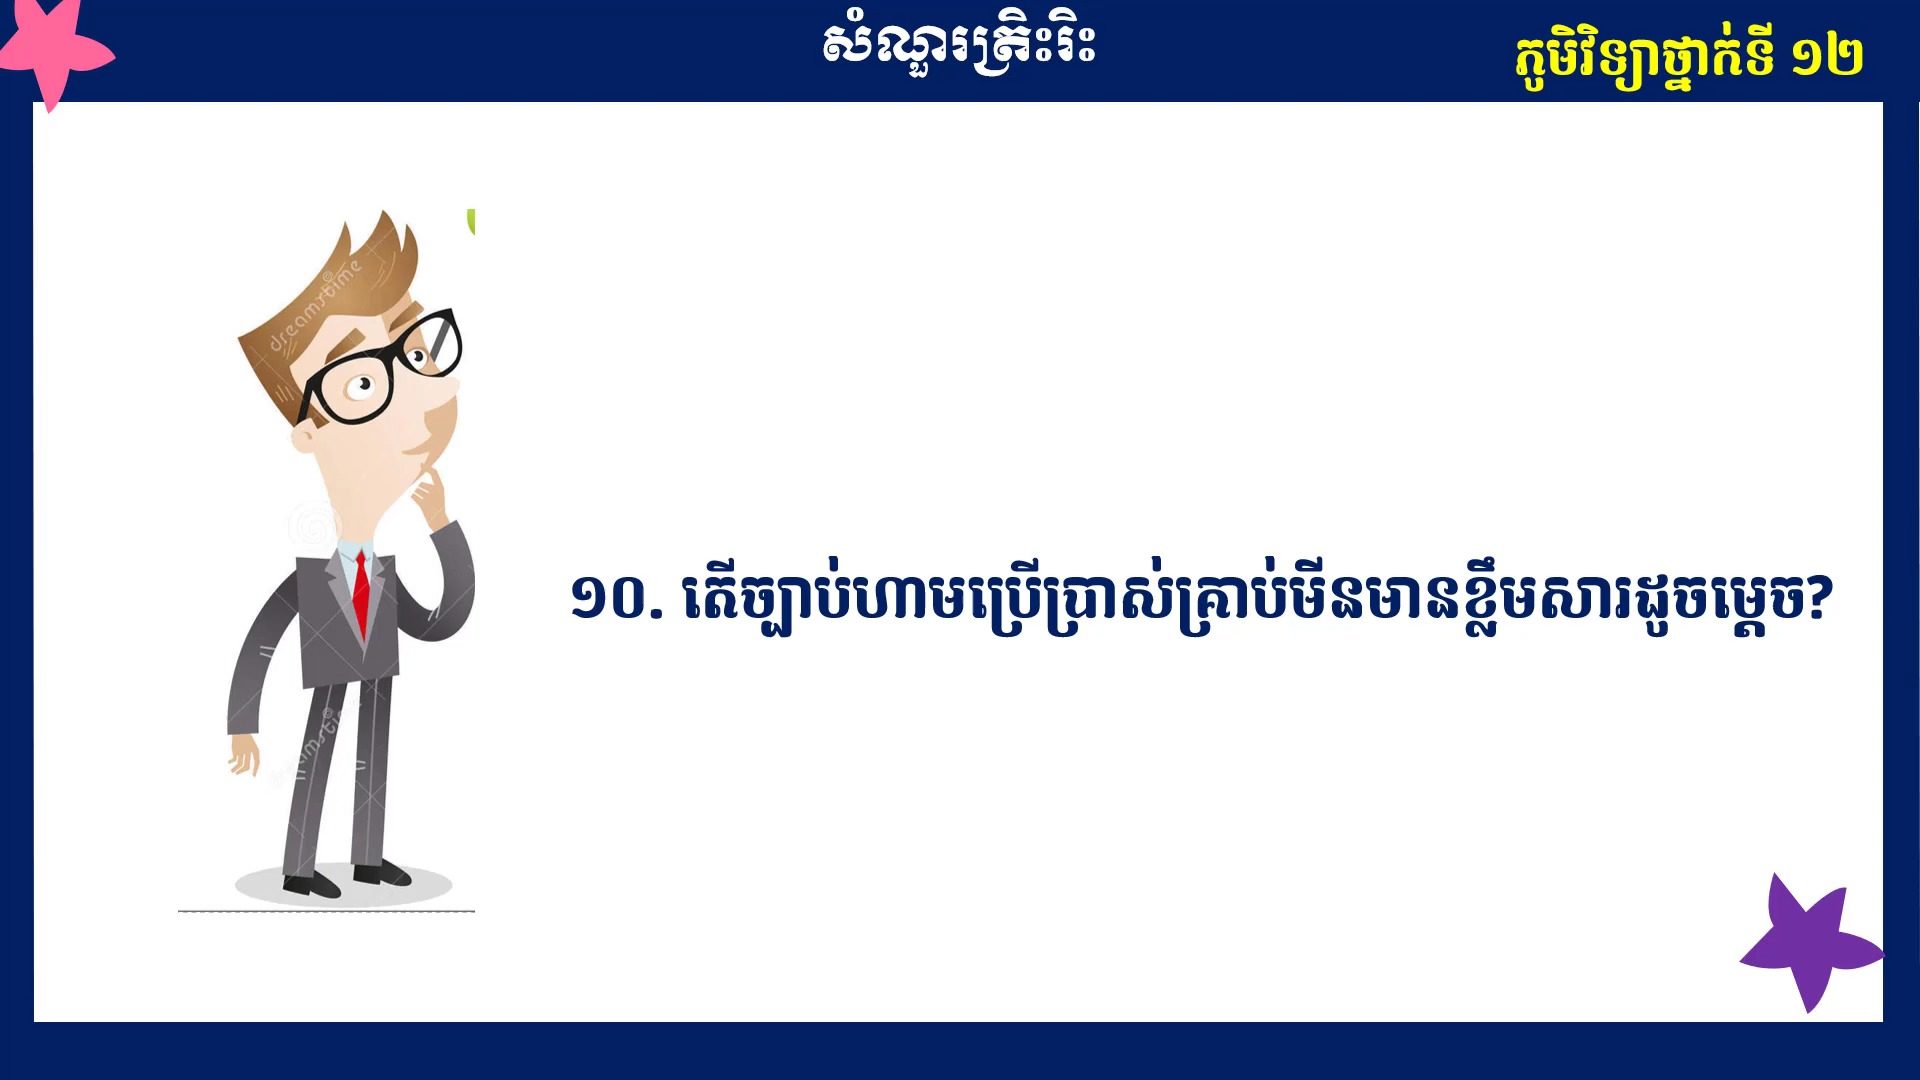 សំណួរត្រិះរិះ
ភូមិវិទ្យាថ្នាក់ទី ១២
dreamstime
១០. តើច្បាប់ហាមប្រើប្រាស់គ្រាប់មីនមានខ្លឹមសារដូចម្ដេច?
dreamstime